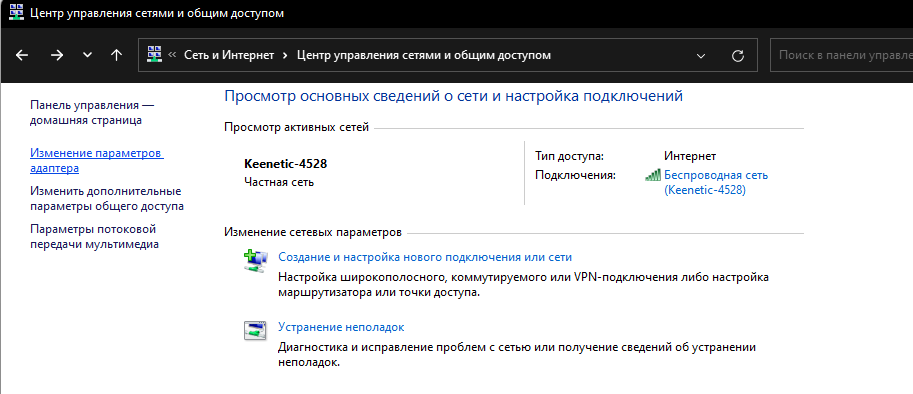 Центр управления сетями и общим доступом
« Сеть и Интернет > Центр управления сетями и общим доступом
Поиск в панели управле
Панель управления —
домашняя страница
Изменение параметров
адаптера
Изменить дополнительные
параметры общего доступа
Параметры потоковой
передачи мультимедиа
Просмотр основных сведений о сети и настройка подключений
Просмотр активных сетей
Keenetic-4528
Частная сеть
Тип доступа: Интернет
Подключения: Беспроводная сеть
(Keenetic-4528)
Изменение сетевых параметров
Создание и настройка нового подключения или сети
Настройка широкополосного, коммутируемого или VPN-подключения либо настройка
маршрутизатора или точки доступа.
Устранение неполадок
Диагностика и исправление проблем с сетью или получение сведений об устранении
неполадок.